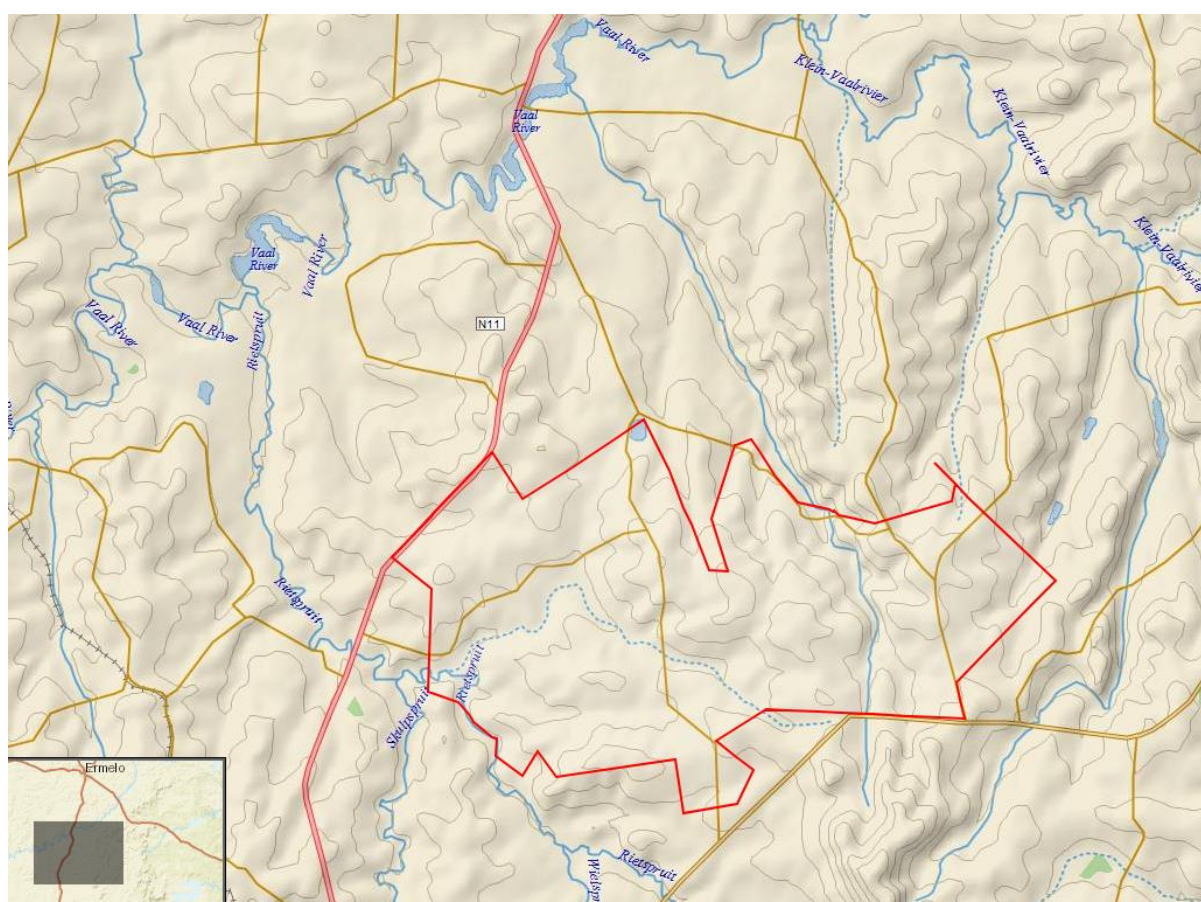 Vaal River
Klein-Vaalrivier
Klein-Vaalrivier
Vaal
River
Klein-Vaalrivier
Vaal
River
Vaal River
Vaal River
Vaal River
Rietspruit
N11
Rietspruit
Rietspruit
Skulpspruit
Ermelo
Rietspruit